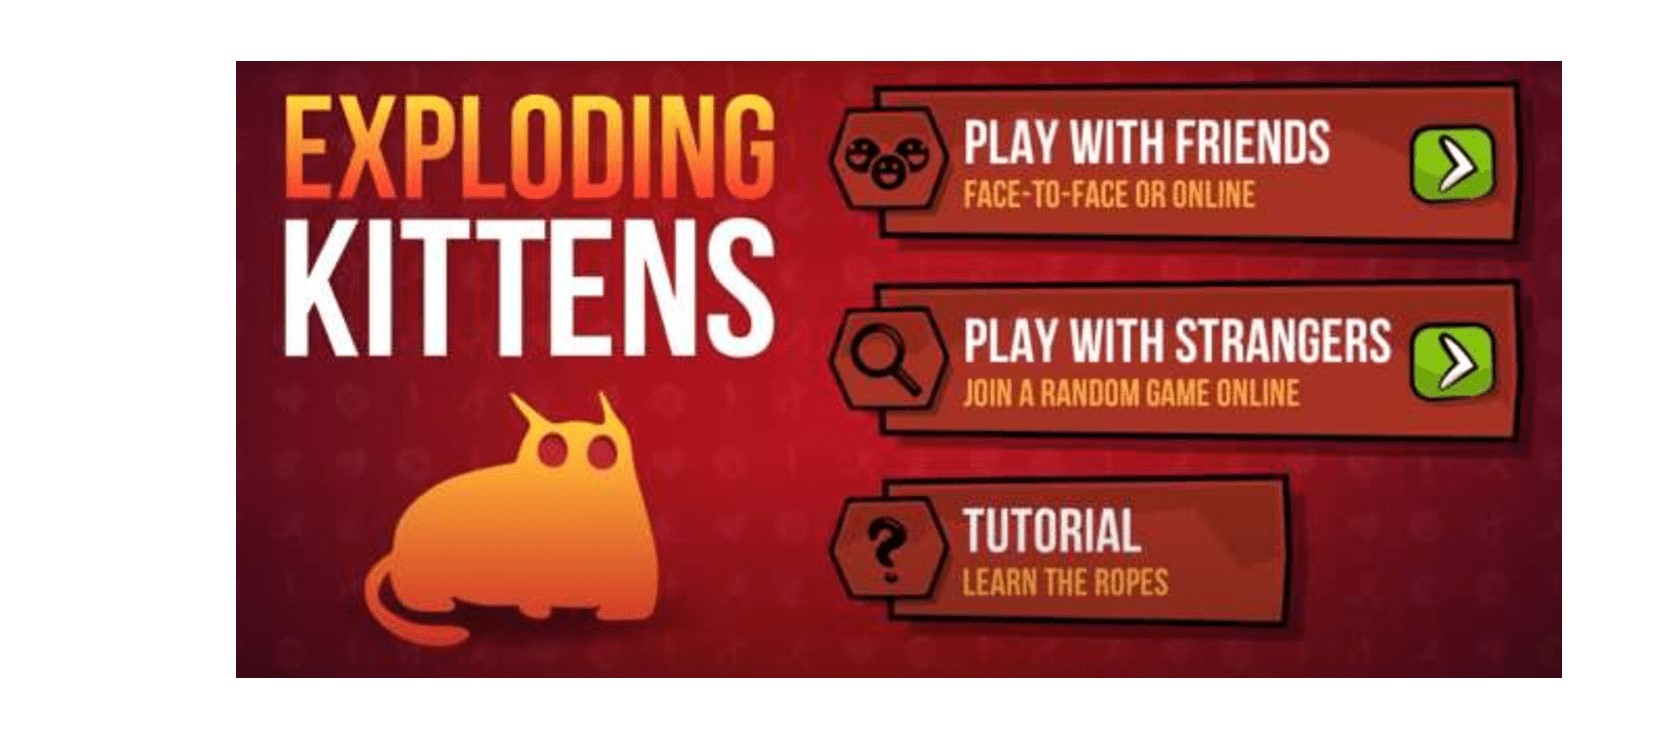 EXPLODING
KITTENS
PLAY WITH FRIENDS
FACE-TO-FACE OR ONLINE
PLAY WITH STRANGERS
JOIN A RANDOM GAME ONLINE
TUTORIAL
LEARN THE ROPES